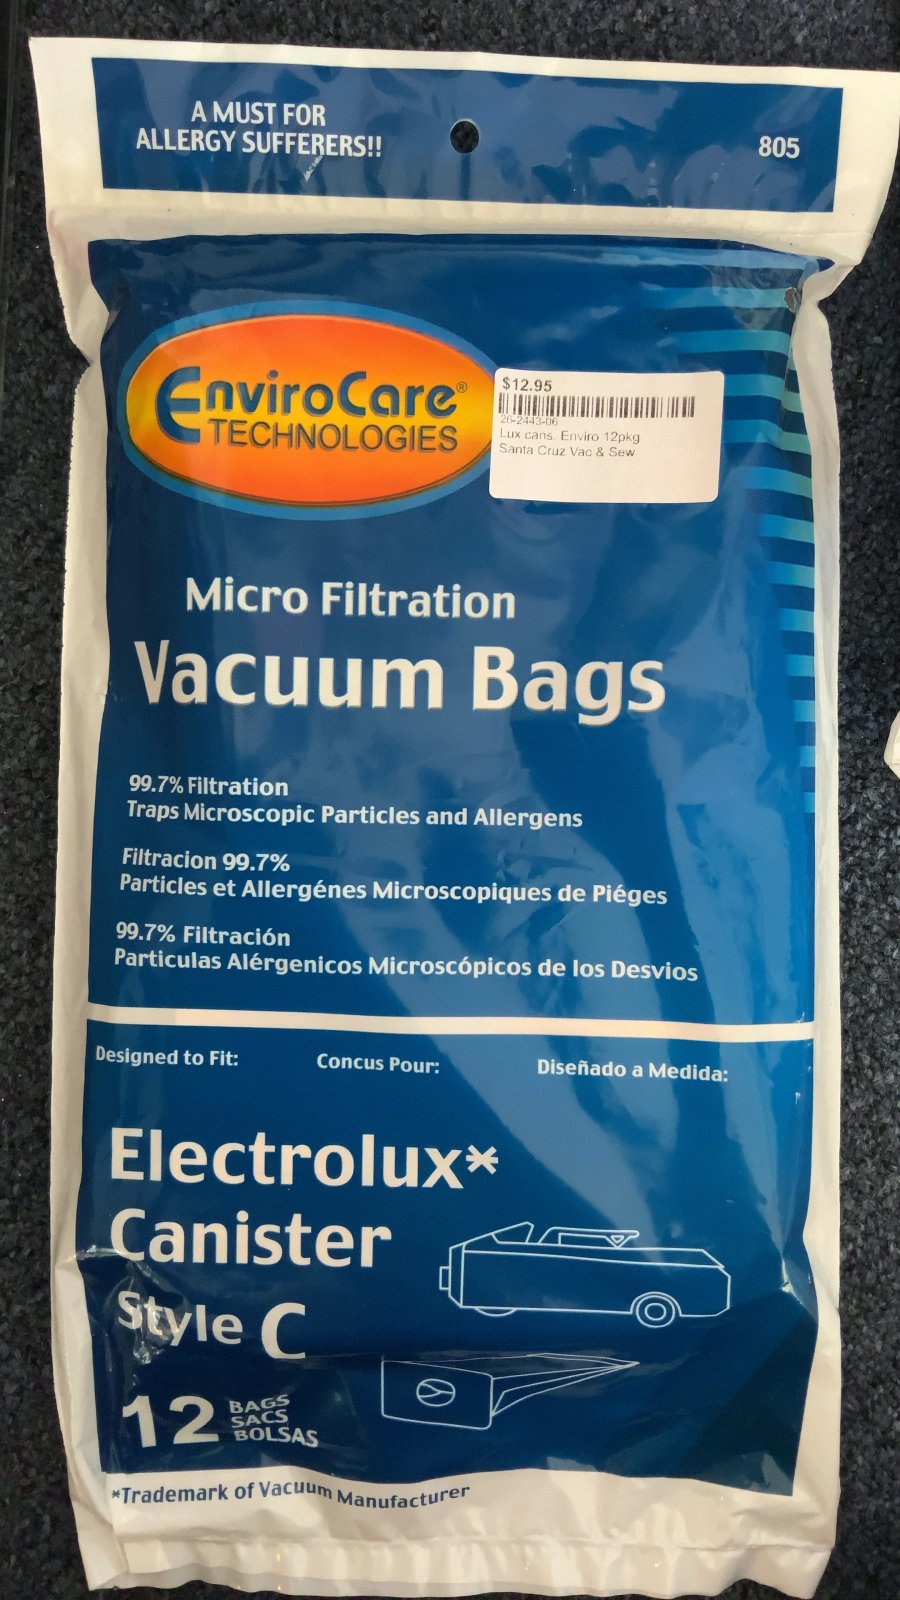 A MUST FOR
ALLERGY SUFFERERS!!
805
EnviroCare®
TECHNOLOGIES
$12.95
26-2443-06
Lux cans. Enviro 12pkg
Santa Cruz Vac & Sew
Micro Filtration
Vacuum Bags
99.7% Filtration
Traps Microscopic Particles and Allergens
Filtracion 99.7%
Particles et Allergénes Microscopiques de Piéges
99.7% Filtración
Particulas Alérgenicos Microscópicos de los Desvios
Designed to Fit:
Concus Pour:
Diseñado a Medida:
Electrolux*
Canister
Style C
12 BAGS
SACS
BOLSAS
*Trademark of Vacuum Manufacturer